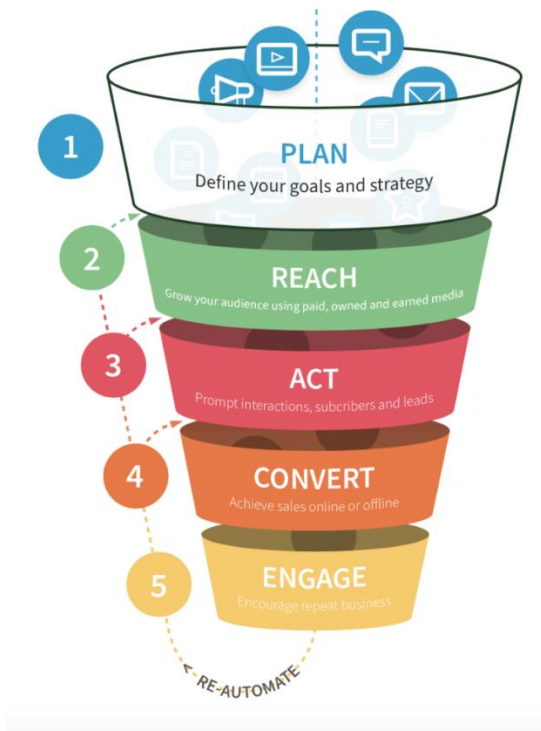 1
PLAN
Define your goals and strategy
2
REACH
Grow your audience using paid, owned and earned media
3
ACT
Prompt interactions, subcribers and leads
4
CONVERT
Achieve sales online or offline
5
ENGAGE
Encourage repeat business
< RE-AUTOMATE